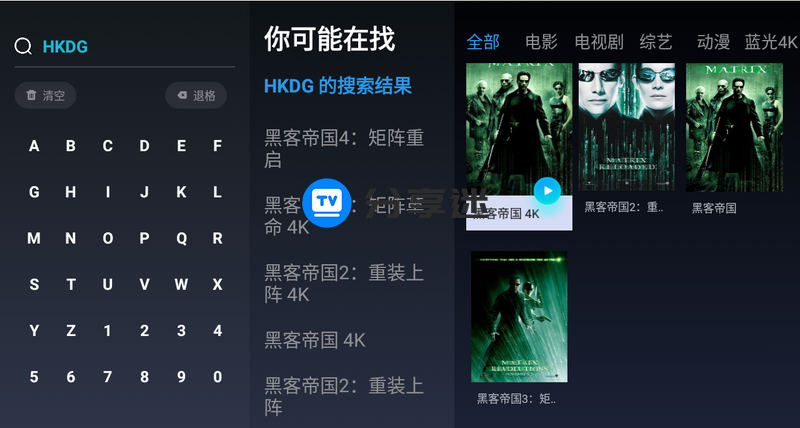 HKDG
清空
退格
A B C D E F
G H I J K L
M N O P Q R
S T U V W X
Y Z 1 2 3 4
5 6 7 8 9 0
你可能在找
HKDG 的搜索结果
黑客帝国4：矩阵重
启
黑客
：矩阵革
命 4K
黑客帝国2：重装上
阵 4K
黑客帝国 4K
黑客帝国2：重装上
阵
TV
分享迷
全部 电影 电视剧 综艺 动漫 蓝光4K
MATRIX
黑客帝国 4K
MATRIX
RELOADED
黑客帝国2：重..
MATRIX
黑客帝国
MATRIX
REVOLUTIONS
黑客帝国3：矩..